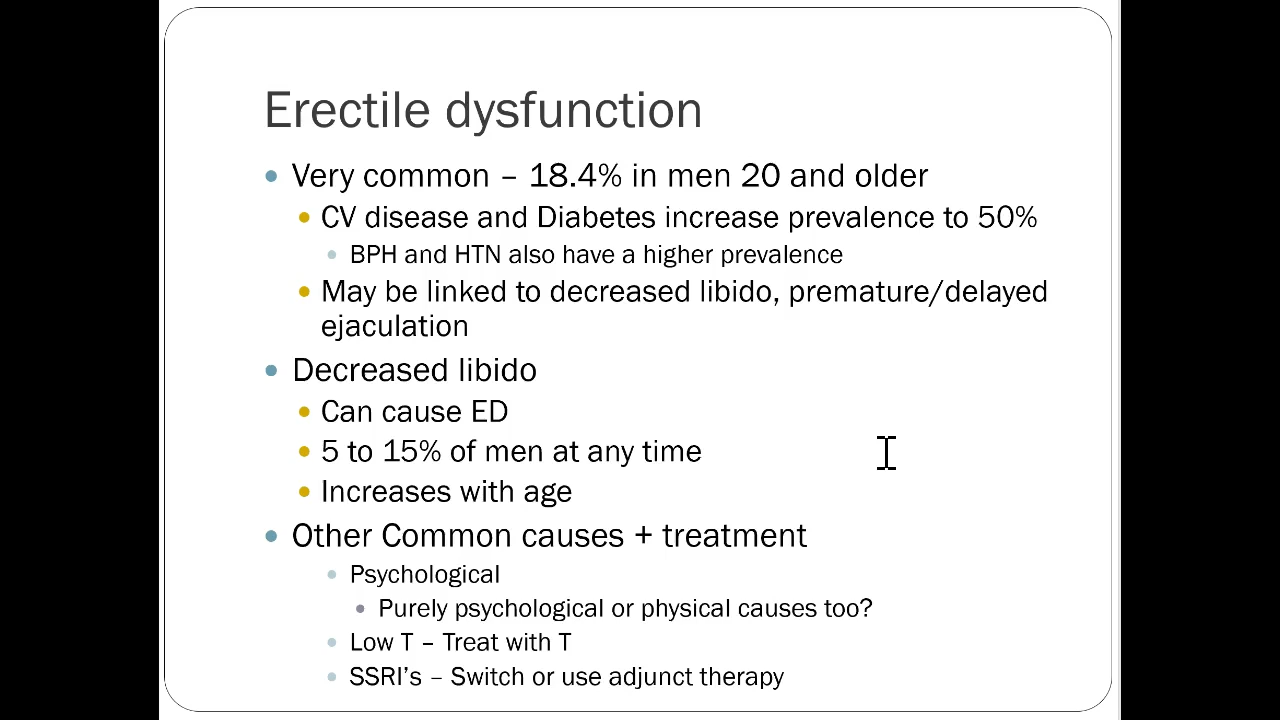 Erectile dysfunction
Very common – 18.4% in men 20 and older
CV disease and Diabetes increase prevalence to 50%
BPH and HTN also have a higher prevalence
May be linked to decreased libido, premature/delayed
ejaculation
Decreased libido
Can cause ED
5 to 15% of men at any time
Increases with age
Other Common causes + treatment
Psychological
Purely psychological or physical causes too?
Low T – Treat with T
SSRI's – Switch or use adjunct therapy